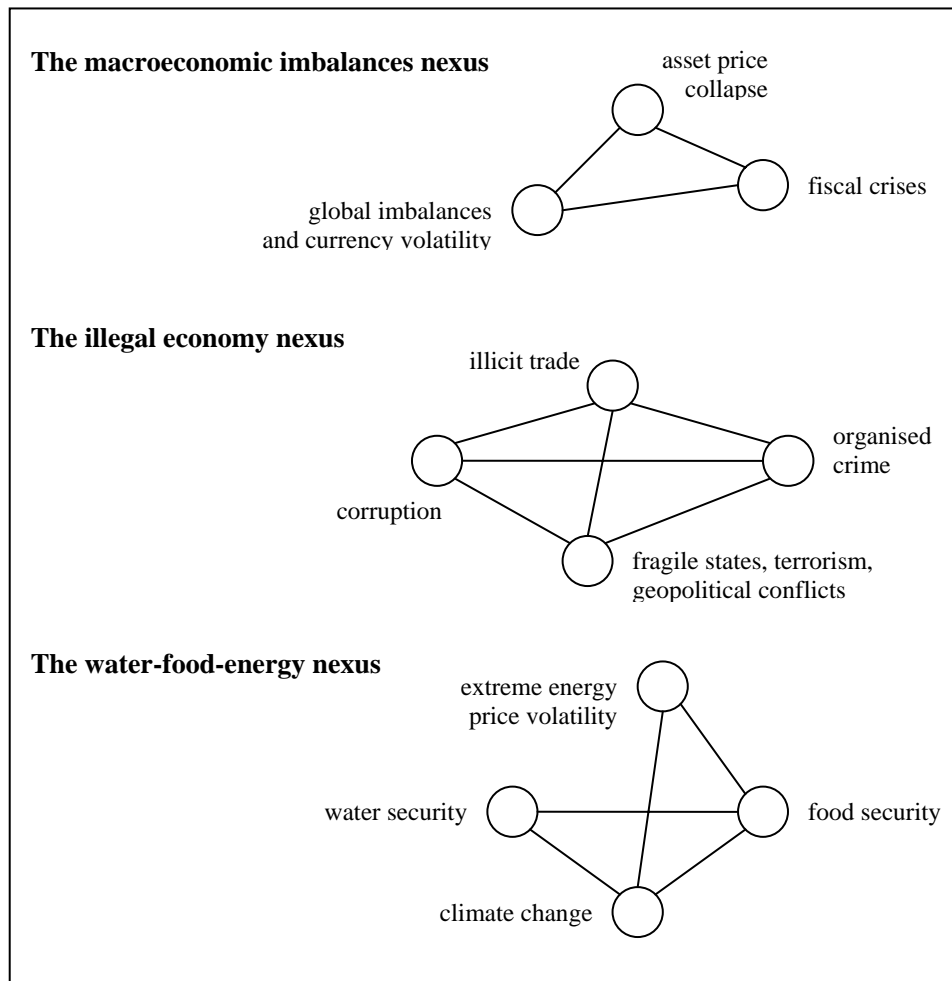 The macroeconomic imbalances nexus
asset price
collapse
fiscal crises
global imbalances
and currency volatility
The illegal economy nexus
illicit trade
organised
crime
corruption
fragile states, terrorism,
geopolitical conflicts
The water-food-energy nexus
extreme energy
price volatility
water security
food security
climate change